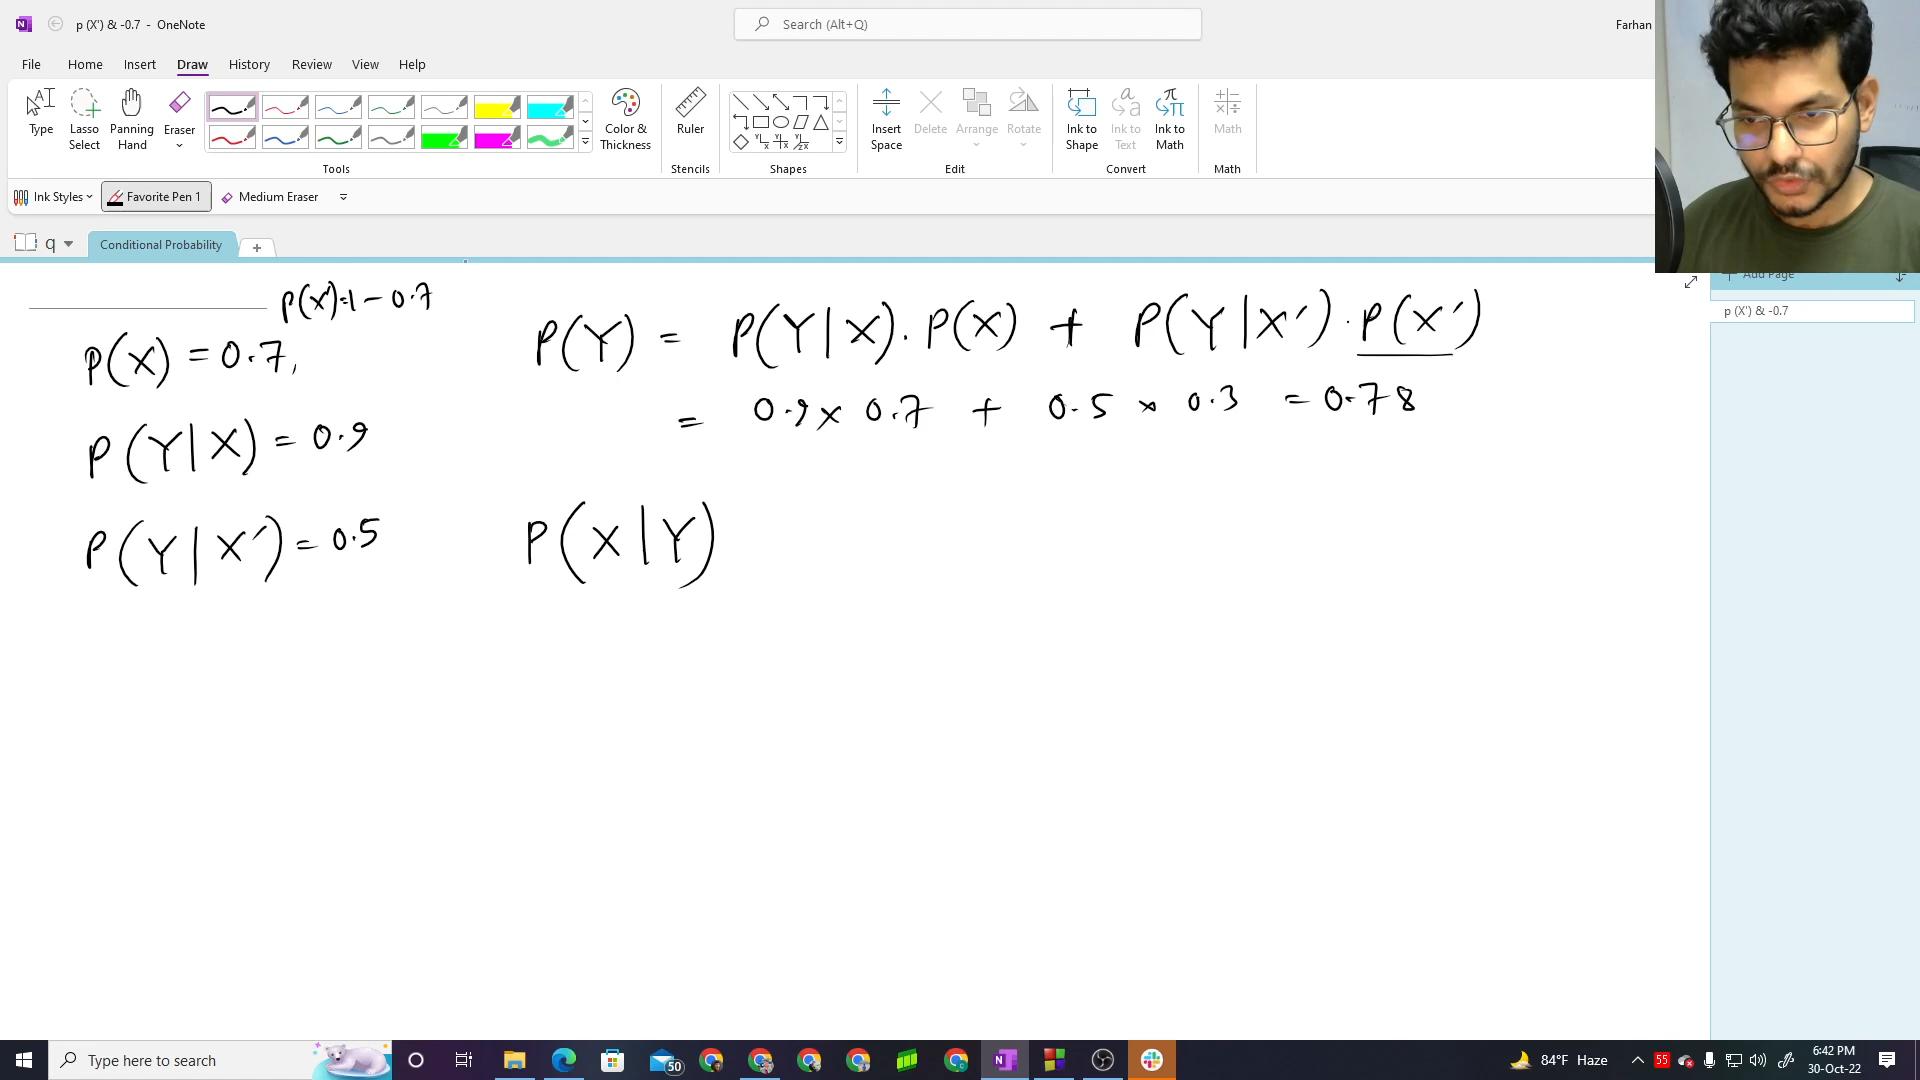 p (X') & -0.7 - OneNote
Search (Alt+Q)
Farhan
File Home Insert Draw History Review View Help
Type
Lasso Select
Panning Hand
Eraser
Color & Thickness
Ruler
Insert Space
Delete
Arrange
Rotate
Ink to Shape
Ink to Text
Ink to Math
Math
Tools Stencils Shapes Edit Convert Math
Ink Styles Favorite Pen 1 Medium Eraser
q Conditional Probability
Add Page
p (X') & -0.7
P(X')=1-0.7
P(X) = 0.7,
P(Y|X) = 0.9
P(Y|X') = 0.5
P(Y) = P(Y|X).P(X) + P(Y|X').P(X')
= 0.9 x 0.7 + 0.5 x 0.3 = 0.78
P(X|Y)
Type here to search
50
84°F Haze
55
6:42 PM
30-Oct-22